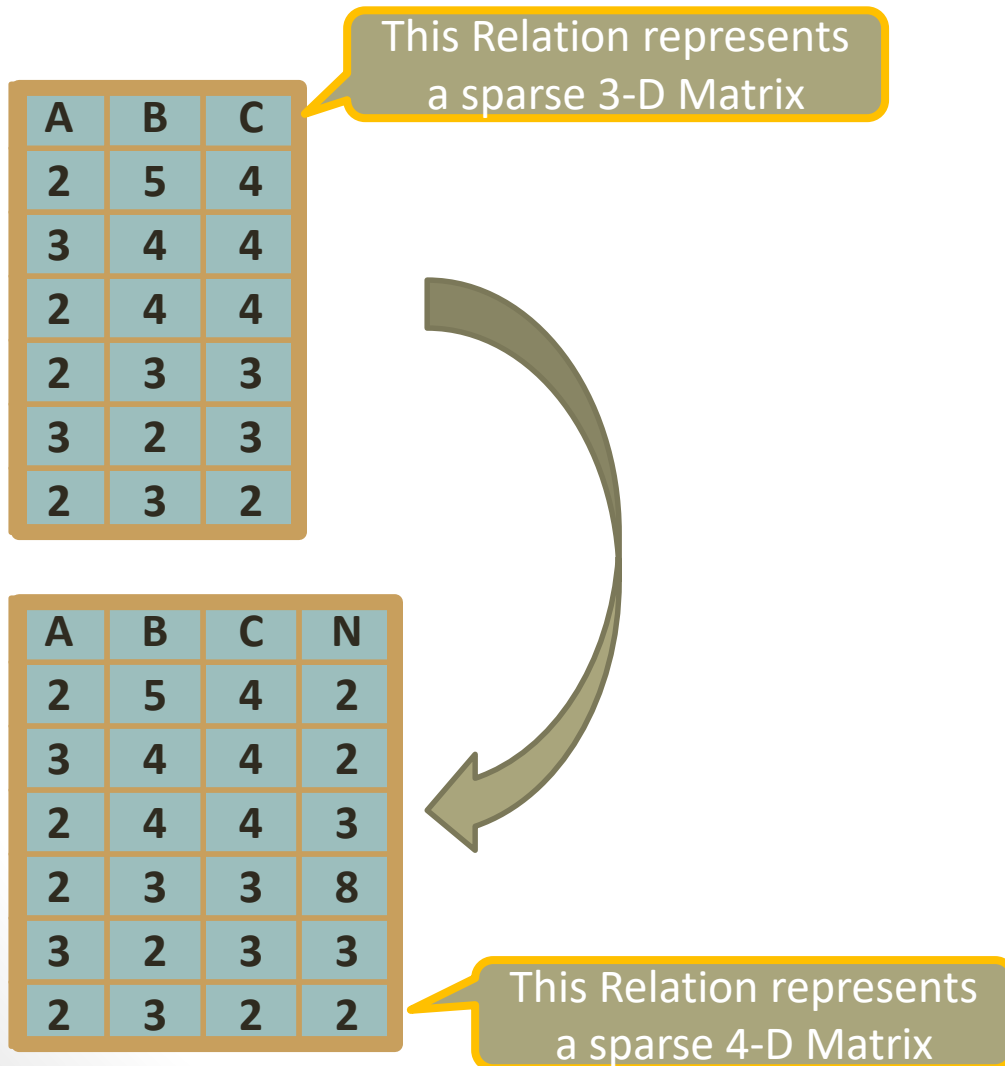 This Relation represents
a sparse 3-D Matrix
A B C
2 5 4
3 4 4
2 4 4
2 3 3
3 2 3
2 3 2
A B C N
2 5 4 2
3 4 4 2
2 4 4 3
2 3 3 8
3 2 3 3
2 3 2 2
This Relation represents
a sparse 4-D Matrix